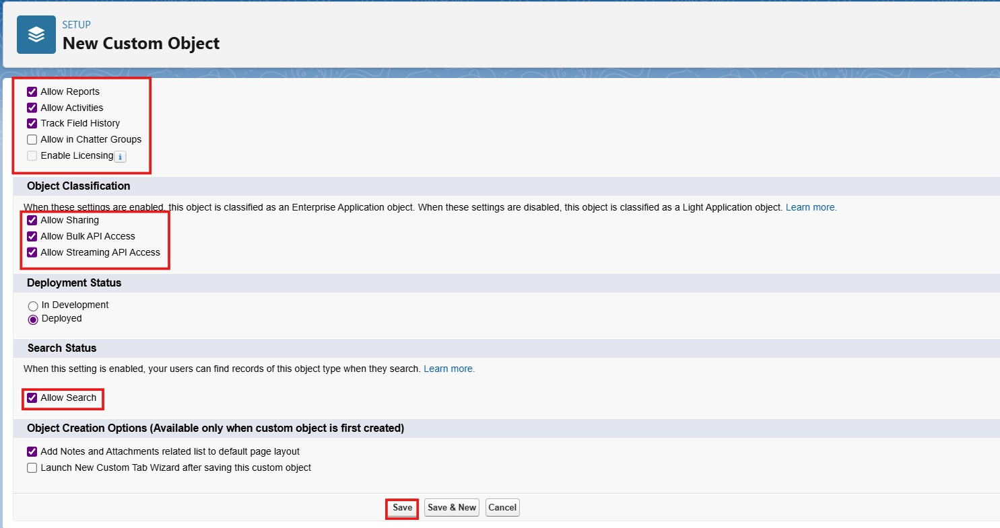 SETUP
New Custom Object
Allow Reports
Allow Activities
Track Field History
Allow in Chatter Groups
Enable Licensing i
Object Classification
When these settings are enabled, this object is classified as an Enterprise Application object. When these settings are disabled, this object is classified as a Light Application object. Learn more.
Allow Sharing
Allow Bulk API Access
Allow Streaming API Access
Deployment Status
In Development
Deployed
Search Status
When this setting is enabled, your users can find records of this object type when they search. Learn more.
Allow Search
Object Creation Options (Available only when custom object is first created)
Add Notes and Attachments related list to default page layout
Launch New Custom Tab Wizard after saving this custom object
Save Save & New Cancel